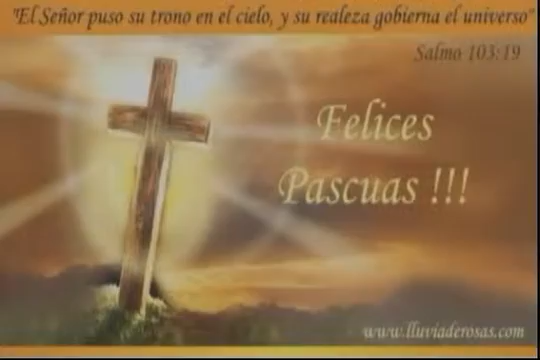 "El Señor puso su trono en el cielo, y su realeza gobierna el universo"
Salmo 103:19
Felices
Pascuas !!!
www.lluviaderosas.com